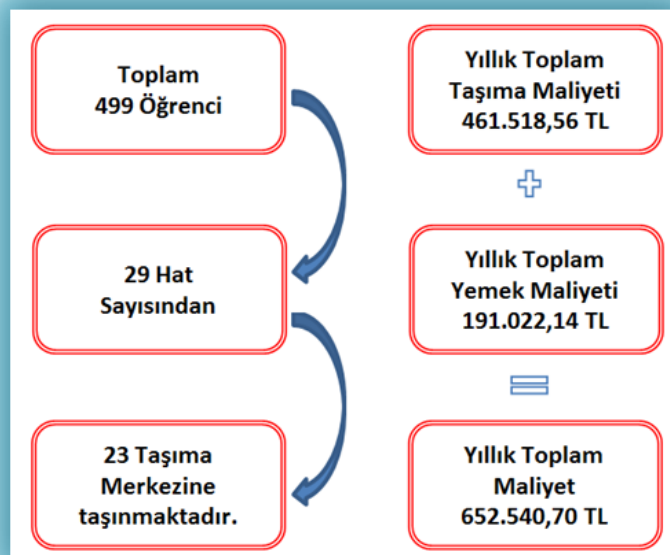 Toplam
499 Öğrenci
29 Hat
Sayısından
23 Taşıma
Merkezine
taşınmaktadır.
Yıllık Toplam
Taşıma Maliyeti
461.518,56 TL
Yıllık Toplam
Yemek Maliyeti
191.022,14 TL
Yıllık Toplam
Maliyet
652.540,70 TL